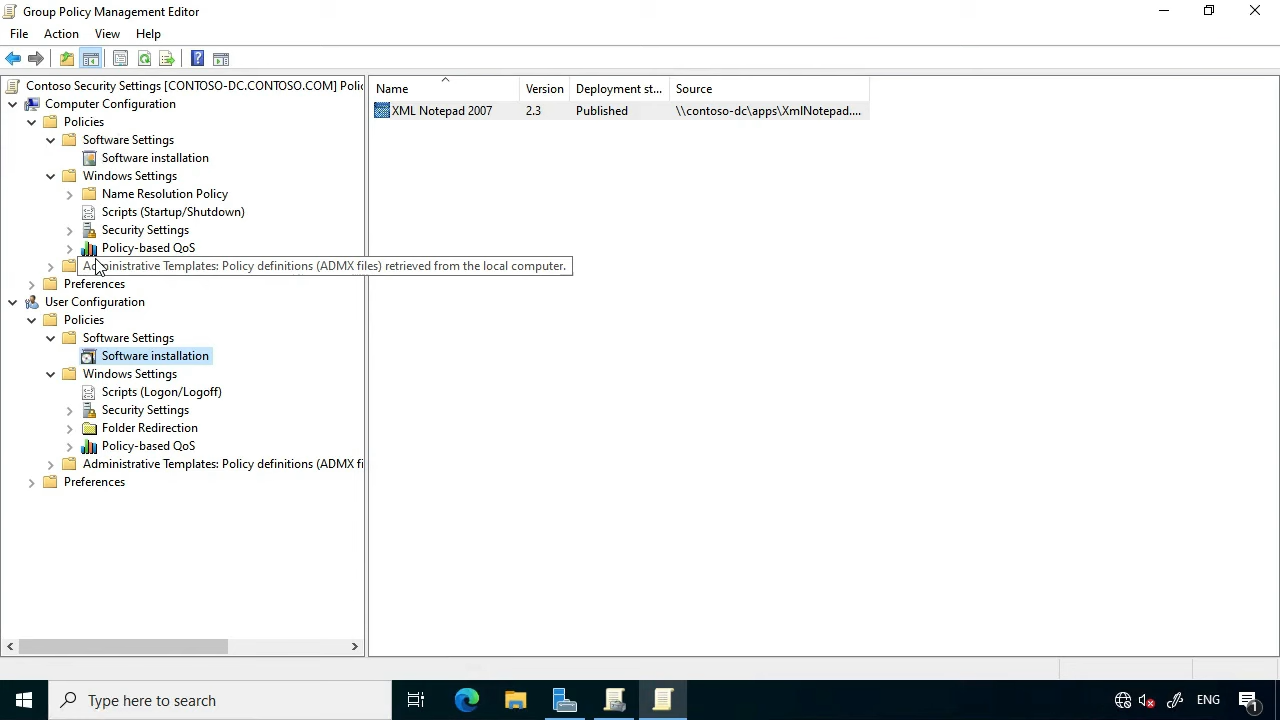 Group Policy Management Editor
File Action View Help
Contoso Security Settings [CONTOSO-DC.CONTOSO.COM] Polic
Computer Configuration
Policies
Software Settings
Software installation
Windows Settings
Name Resolution Policy
Scripts (Startup/Shutdown)
Security Settings
Policy-based QoS
Administrative Templates: Policy definitions (ADMX files) retrieved from the local computer.
Preferences
User Configuration
Policies
Software Settings
Software installation
Windows Settings
Scripts (Logon/Logoff)
Security Settings
Folder Redirection
Policy-based QoS
Administrative Templates: Policy definitions (ADMX fi
Preferences
Name Version Deployment st... Source
XML Notepad 2007 2.3 Published \\contoso-dc\apps\XmlNotepad....
Type here to search
ENG
1